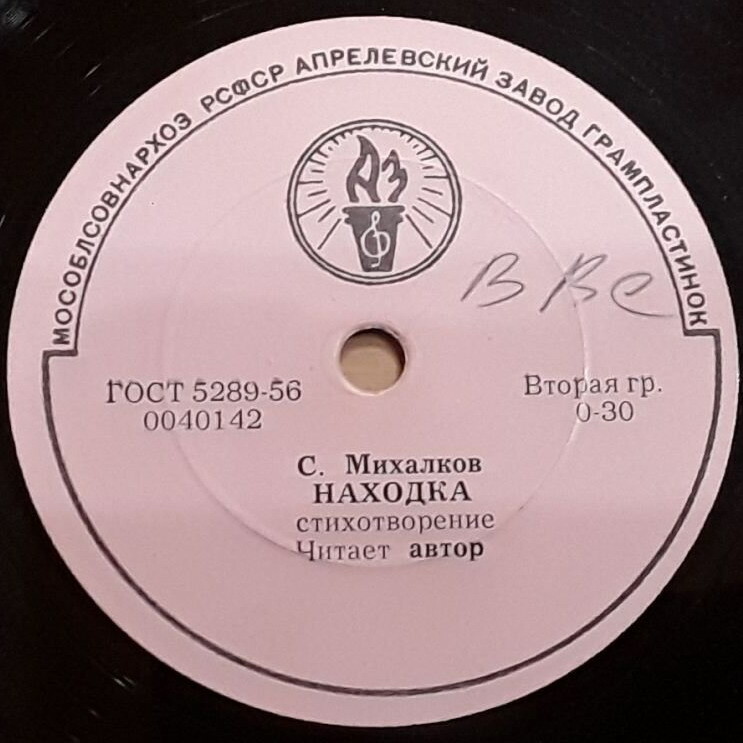 МОСОБЛСОВНАРХОЗ РСФСР АПРЕЛЕВСКИЙ ЗАВОД ГРАМПЛАСТИНОК
АЗ
В Вс
ГОСТ 5289-56
0040142
Вторая гр.
0-30
С. Михалков
НАХОДКА
стихотворение
Читает автор